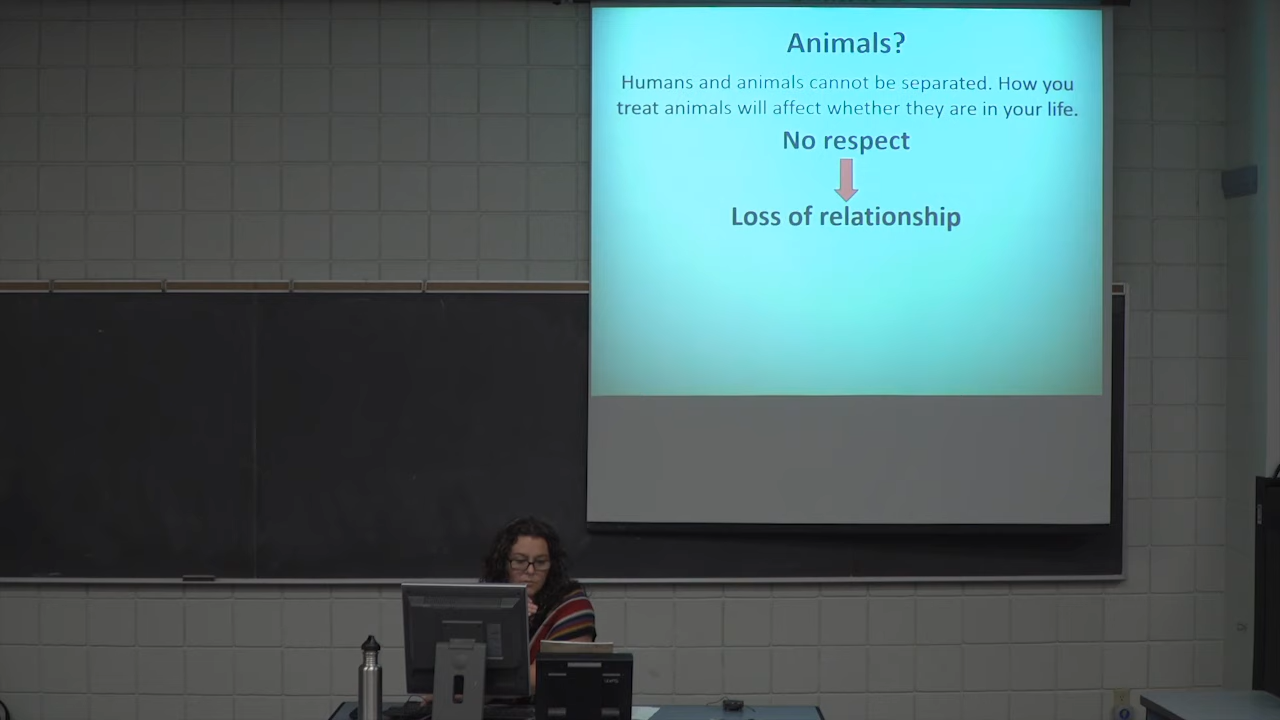 Animals?
Humans and animals cannot be separated. How you
treat animals will affect whether they are in your life.
No respect
Loss of relationship